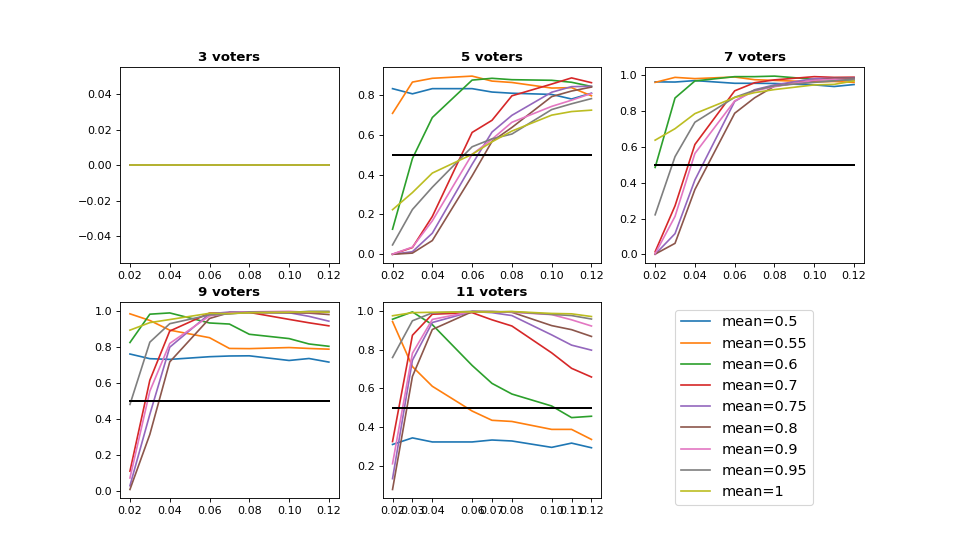 3 voters
5 voters
7 voters
0.04
0.02
0.00
−0.02
−0.04
0.02 0.04 0.06 0.08 0.10 0.12
0.8
0.6
0.4
0.2
0.0
0.02 0.04 0.06 0.08 0.10 0.12
1.0
0.8
0.6
0.4
0.2
0.0
0.02 0.04 0.06 0.08 0.10 0.12
9 voters
11 voters
1.0
0.8
0.6
0.4
0.2
0.0
0.02 0.04 0.06 0.08 0.10 0.12
1.0
0.8
0.6
0.4
0.2
0.02 0.03 0.04 0.06 0.07 0.08 0.10 0.11 0.12
mean=0.5
mean=0.55
mean=0.6
mean=0.7
mean=0.75
mean=0.8
mean=0.9
mean=0.95
mean=1